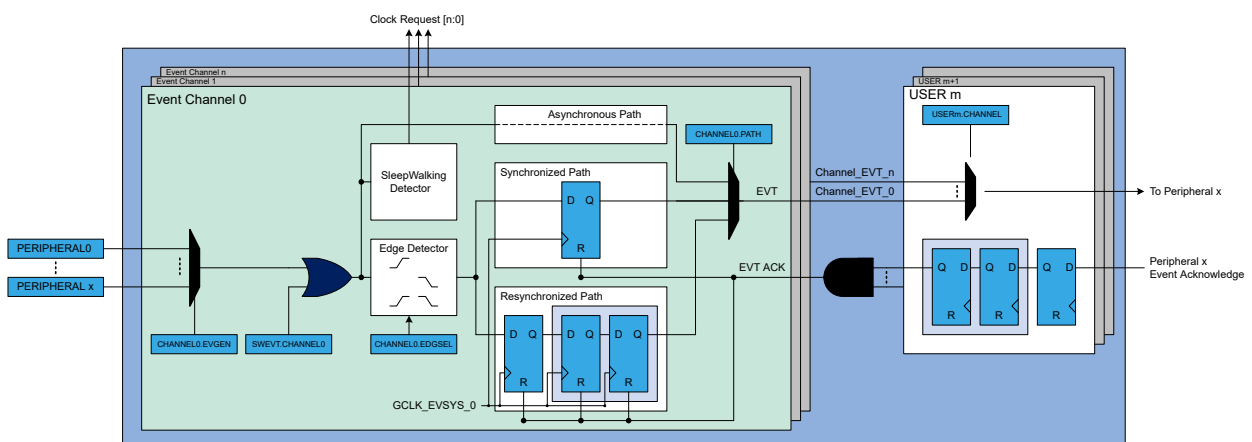 Clock Request [n:0]
Event Channel n
Event Channel 1
Event Channel 0
USER m+1
USER m
Asynchronous Path
CHANNEL0.PATH
USERm.CHANNEL
SleepWalking
Detector
Synchronized Path
D Q
R
EVT
Channel_EVT_n
Channel_EVT_0
To Peripheral x
PERIPHERAL0
PERIPHERAL x
Edge Detector
EVT ACK
Q D
R
Q D
R
Q D
R
Peripheral x
Event Acknowledge
Resynchronized Path
D Q
R
D Q
R
D Q
R
CHANNEL0.EVGEN
SWEVT.CHANNEL0
CHANNEL0.EDGSEL
GCLK_EVSYS_0